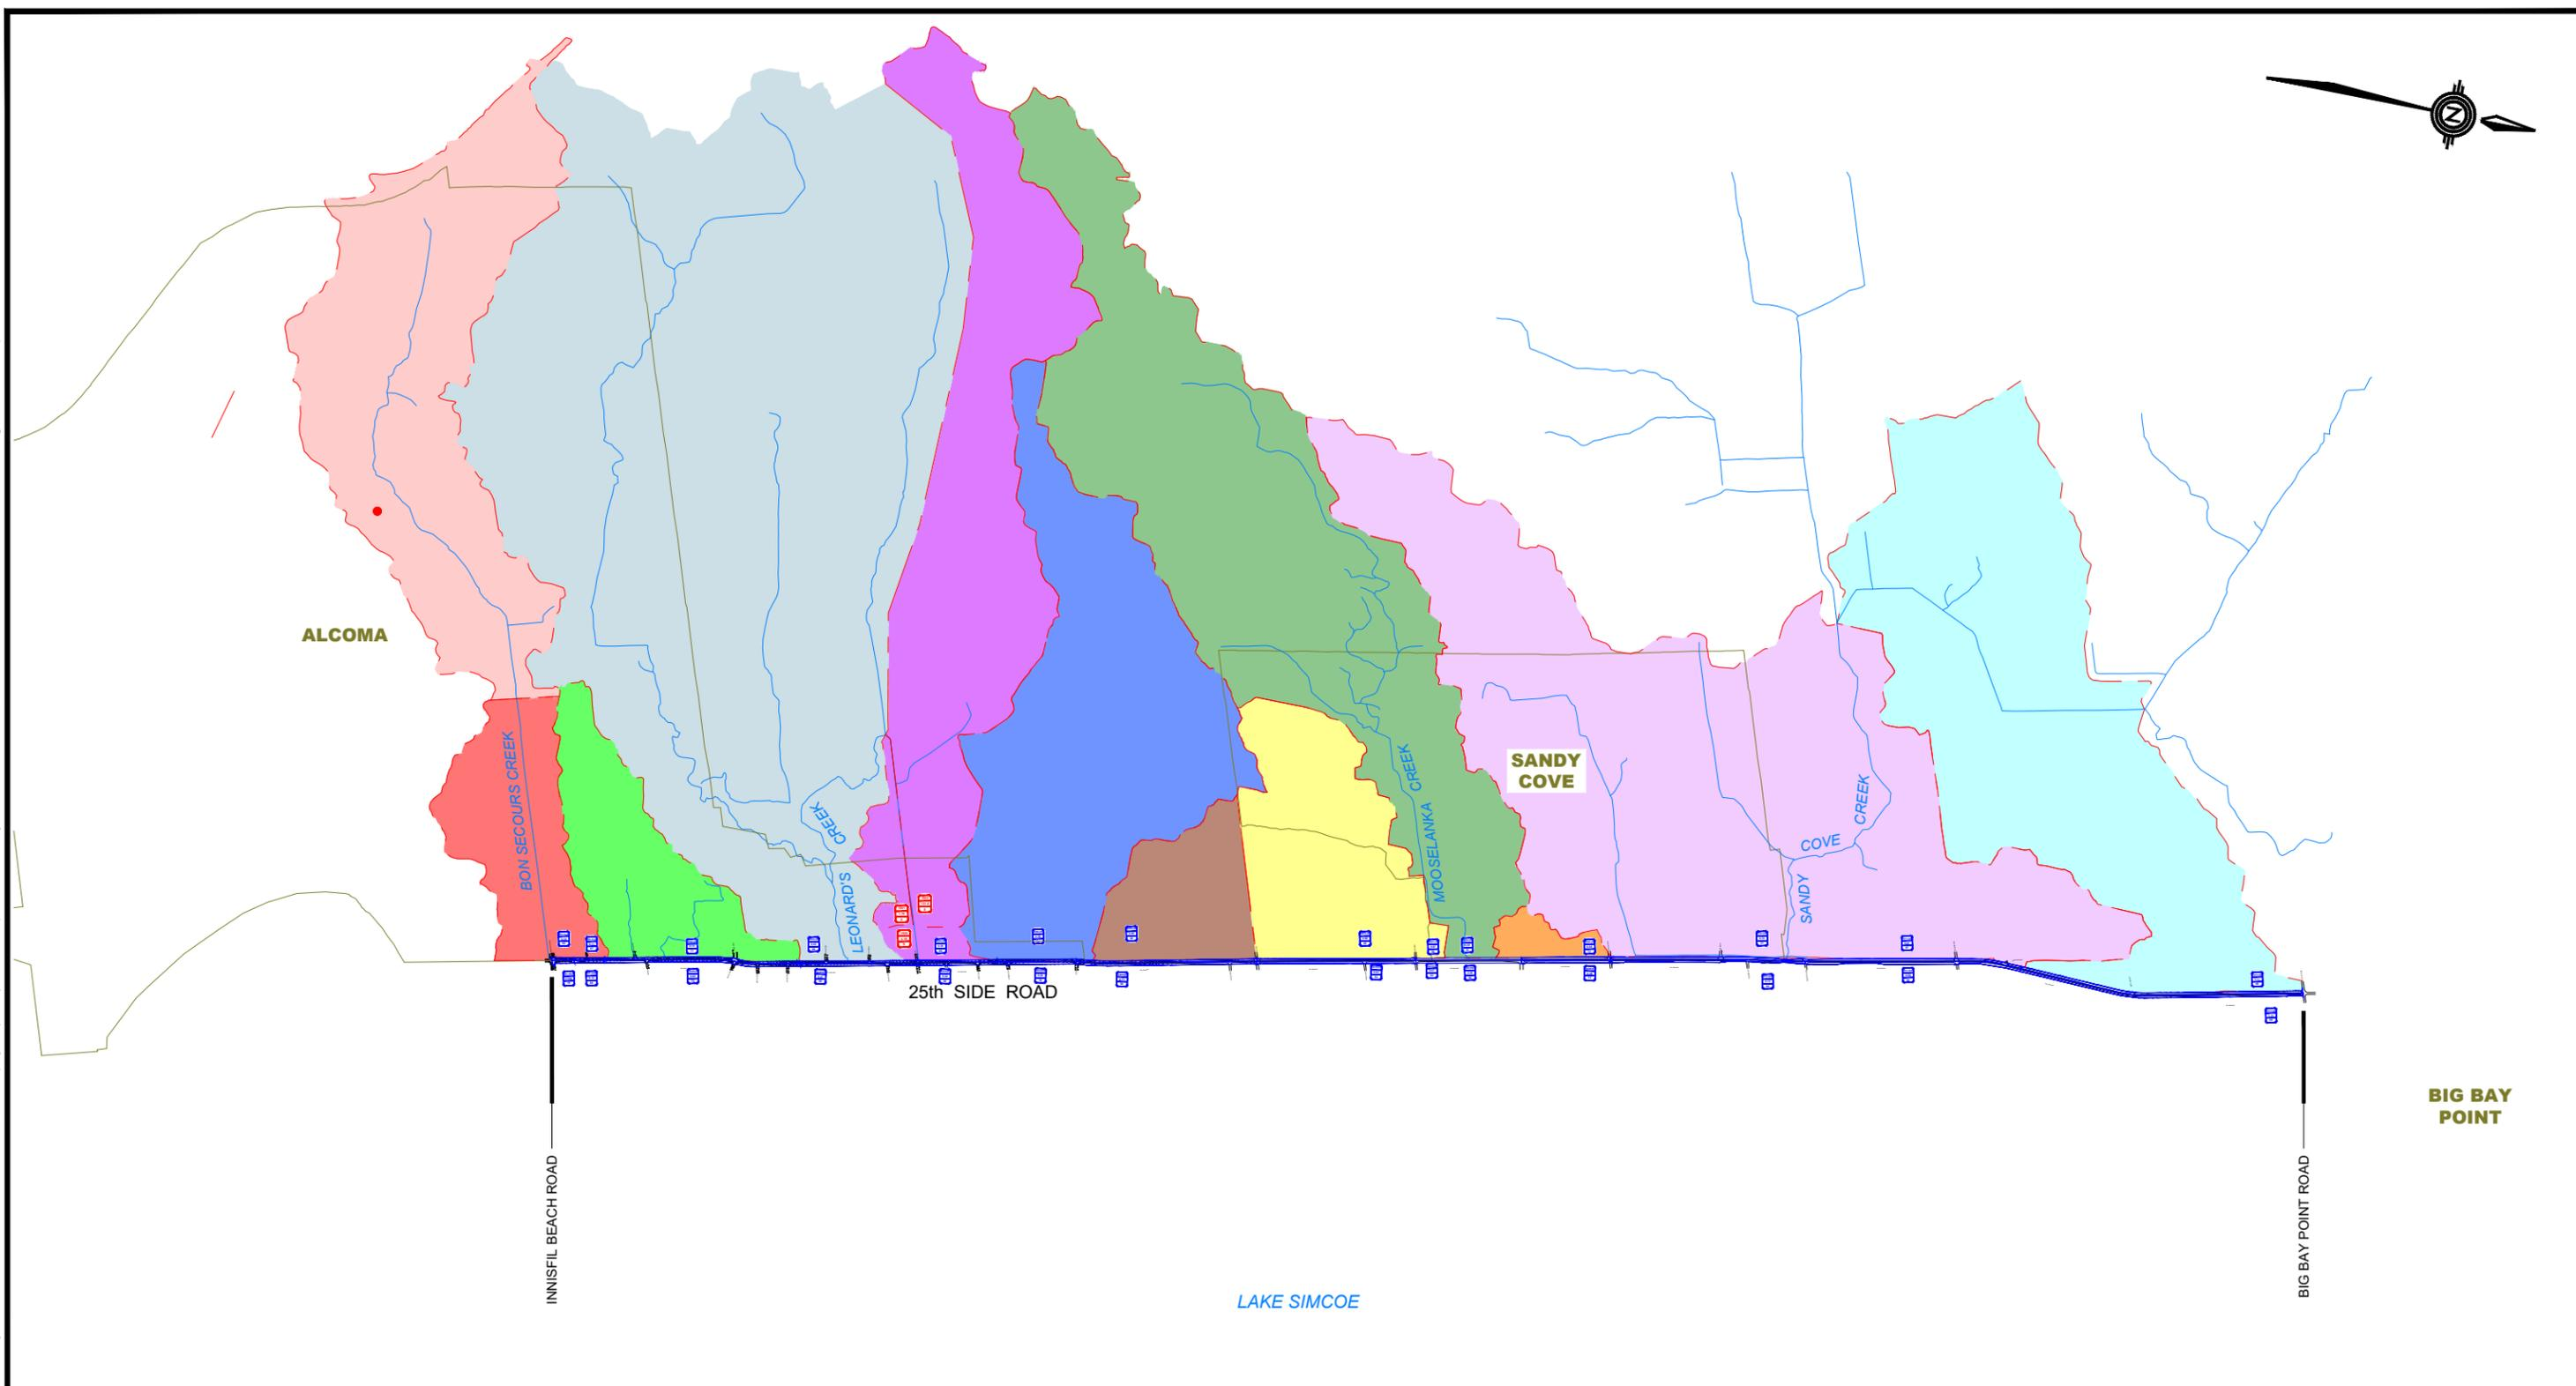 N
ALCOMA
BON SECOURS CREEK
LEONARD'S CREEK
MOOSELANKA CREEK
SANDY
COVE
SANDY COVE CREEK
25th SIDE ROAD
INNISFIL BEACH ROAD
BIG BAY POINT ROAD
BIG BAY
POINT
LAKE SIMCOE